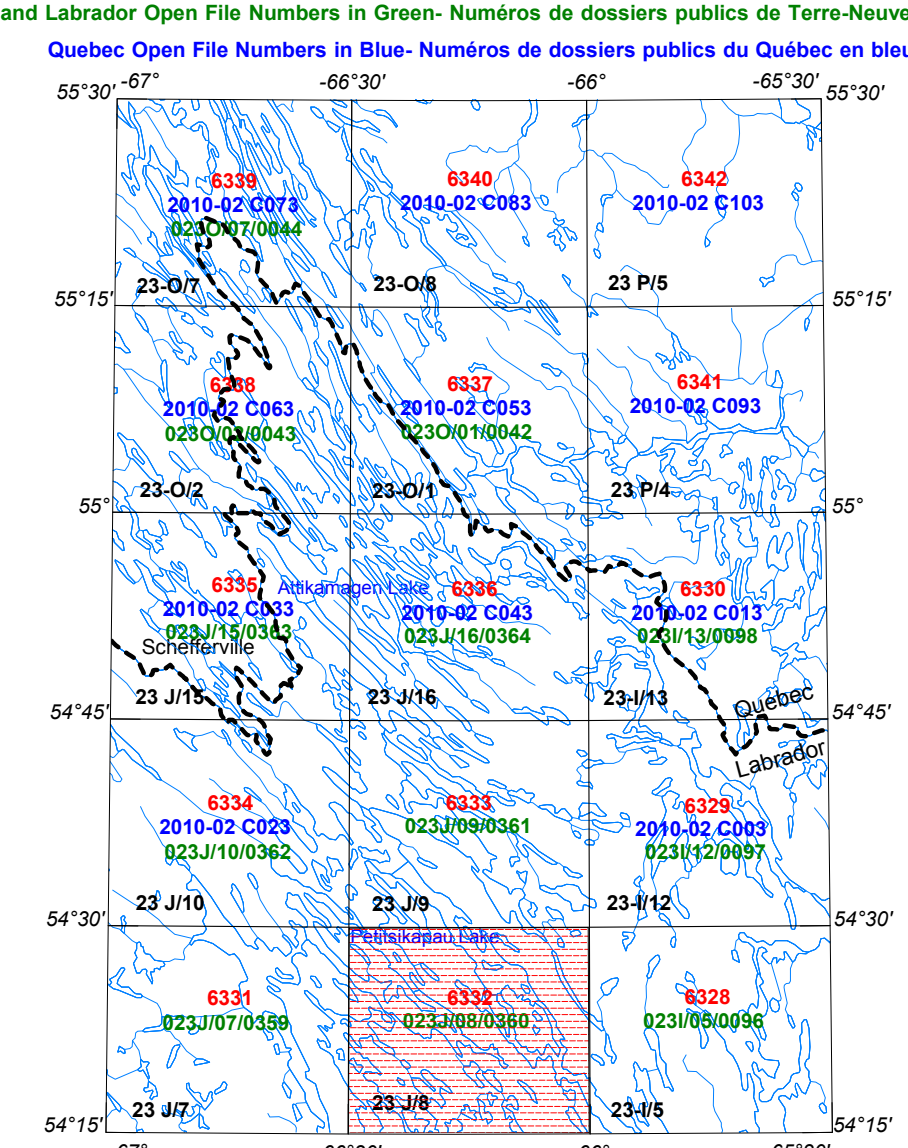 and Labrador Open File Numbers in Green- Numéros de dossiers publics de Terre-Neuve
Quebec Open File Numbers in Blue- Numéros de dossiers publics du Québec en bleu
-67° -66°30' -66° -65°30'
55°30' 55°30'
6339 6340 6342
2010-02 C073 2010-02 C083 2010-02 C103
023O/07/0044
23-O/7 23-O/8 23 P/5
55°15' 55°15'
6338 6337 6341
2010-02 C063 2010-02 C053 2010-02 C093
023O/02/0043 023O/01/0042
23-O/2 23-O/1 23 P/4
55° 55°
6335 Attikamagen Lake 6336 6330
2010-02 C033 2010-02 C043 2010-02 C013
023J/15/0363 023J/16/0364 023I/13/0098
Schefferville
23 J/15 23 J/16 23-I/13 Québec
54°45' 54°45'
Labrador
6334 6333 6329
2010-02 C023 023J/09/0361 2010-02 C003
023J/10/0362 023I/12/0097
23 J/10 23 J/9 23-I/12
54°30' 54°30'
Petitsikapau Lake
6331 6332 6328
023J/07/0359 023J/08/0360 023I/05/0096
23 J/7 23 J/8 23-I/5
54°15' 54°15'